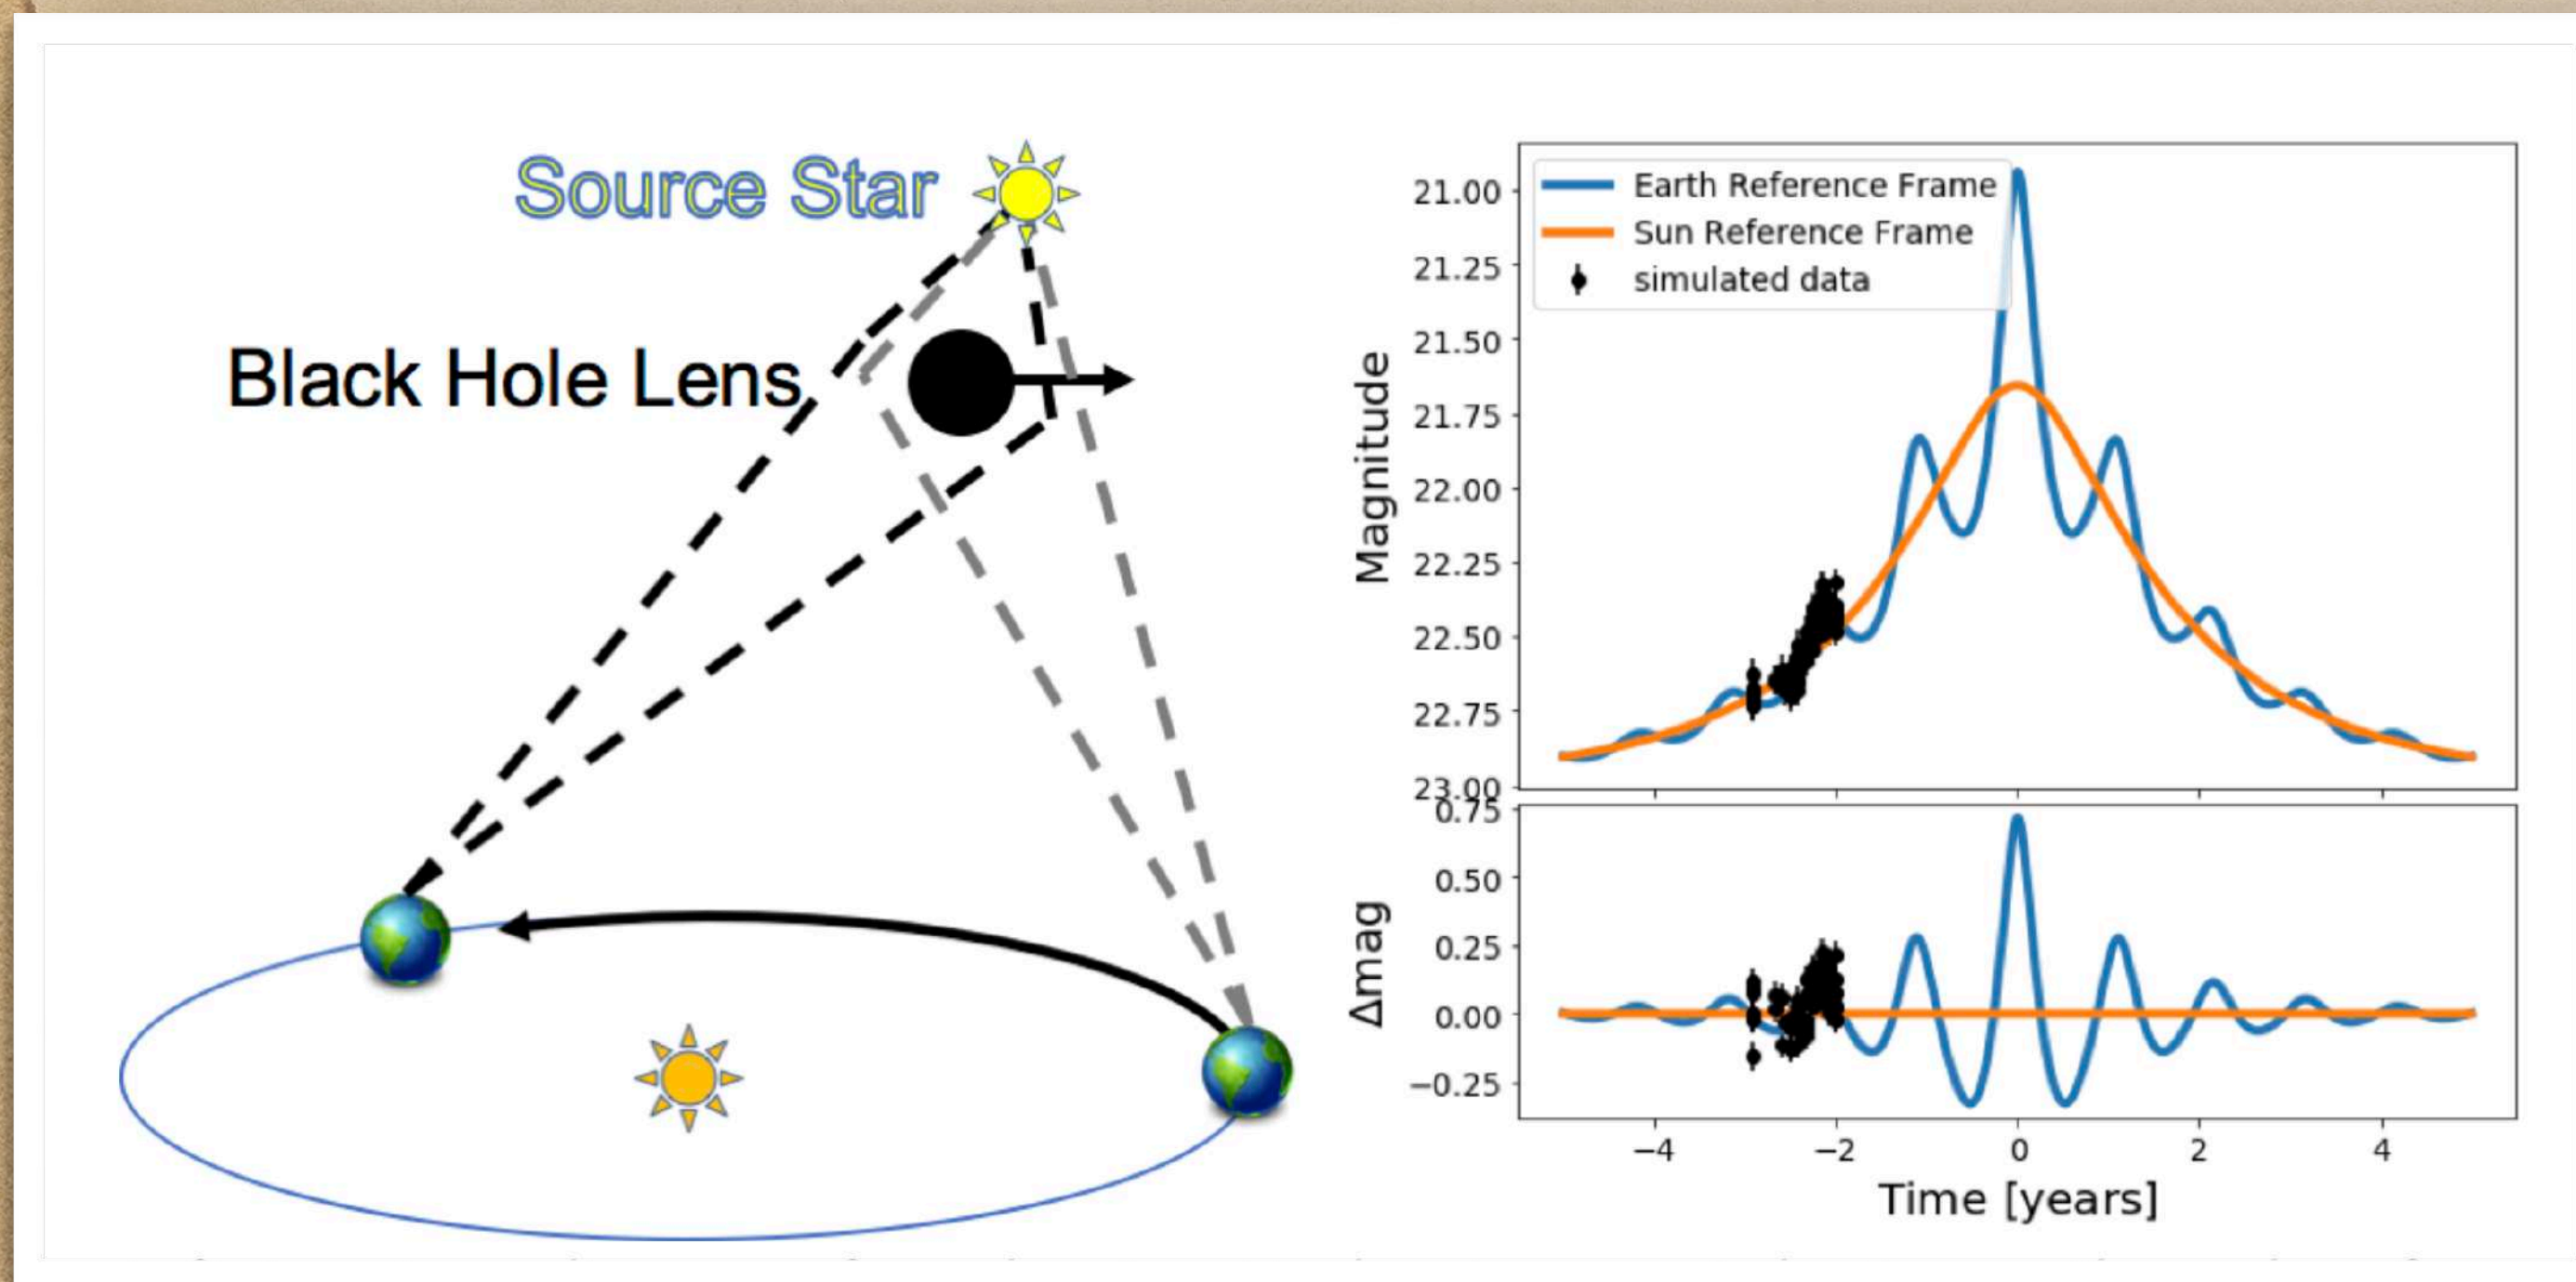 Source Star
Black Hole Lens
Earth Reference Frame
Sun Reference Frame
simulated data
Magnitude
21.00
21.25
21.50
21.75
22.00
22.25
22.50
22.75
23.00
Δmag
0.75
0.50
0.25
0.00
−0.25
−4
−2
0
2
4
Time [years]